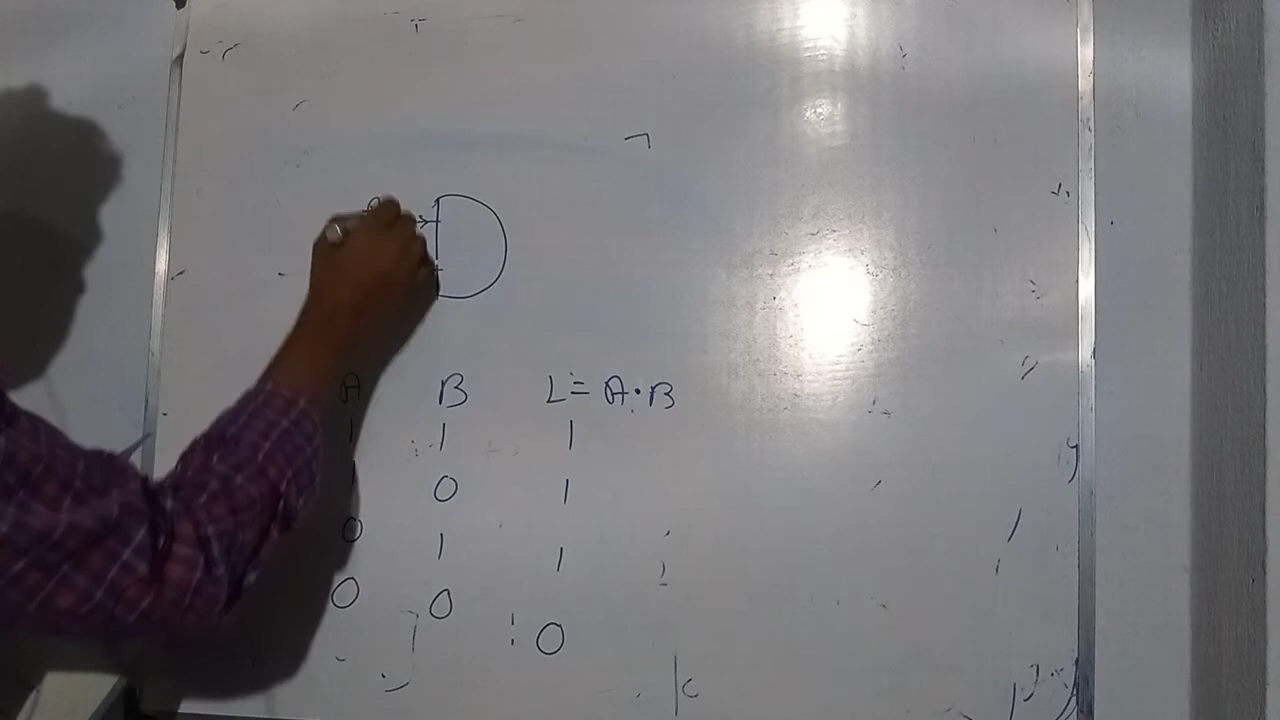 A B L = A·B
1 1 1
1 0 1
0 1 1
0 0 0